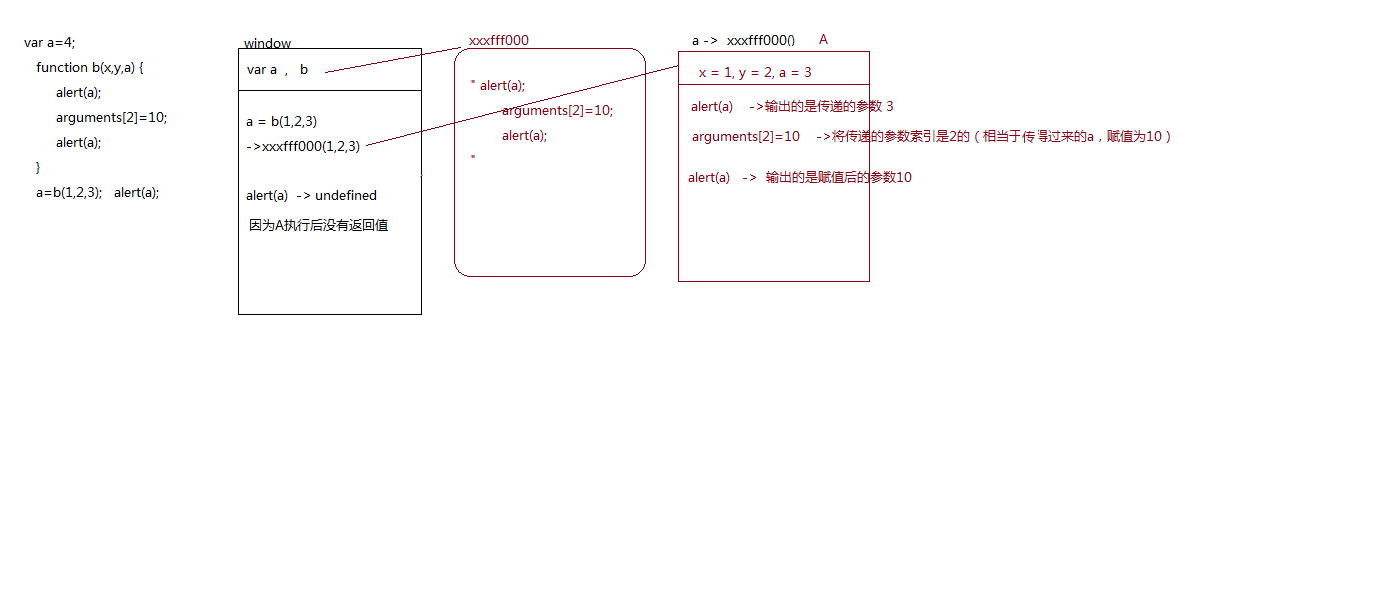 var a=4;
function b(x,y,a) {
alert(a);
arguments[2]=10;
alert(a);
}
a=b(1,2,3); alert(a);
window
var a , b
a = b(1,2,3)
->xxxfff000(1,2,3)
alert(a) -> undefined
因为A执行后没有返回值
xxxfff000
" alert(a);
arguments[2]=10;
alert(a);
"
a -> xxxfff000() A
x = 1, y = 2, a = 3
alert(a) ->输出的是传递的参数 3
arguments[2]=10 ->将传递的参数索引是2的（相当于传过来的a，赋值为10）
alert(a) -> 输出的是赋值后的参数10